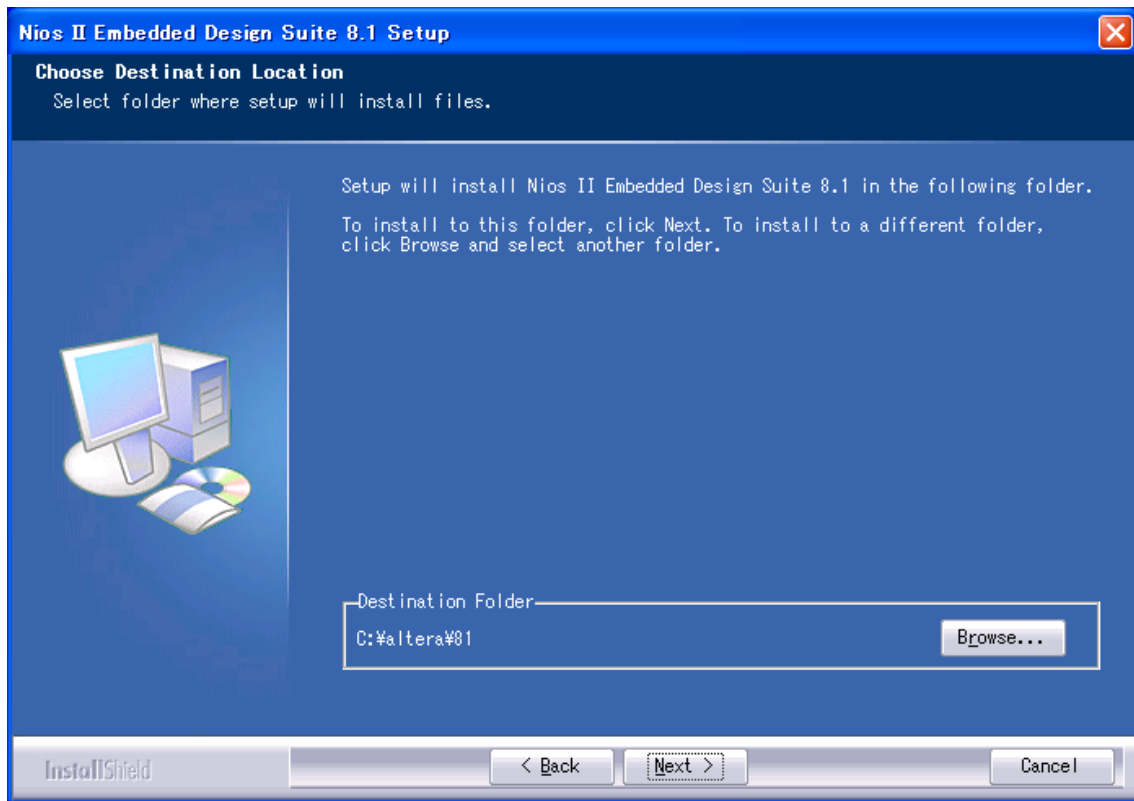 Nios II Embedded Design Suite 8.1 Setup
Choose Destination Location
Select folder where setup will install files.
Setup will install Nios II Embedded Design Suite 8.1 in the following folder.
To install to this folder, click Next. To install to a different folder,
click Browse and select another folder.
Destination Folder
C:¥altera¥81
Browse...
InstallShield
< Back
Next >
Cancel